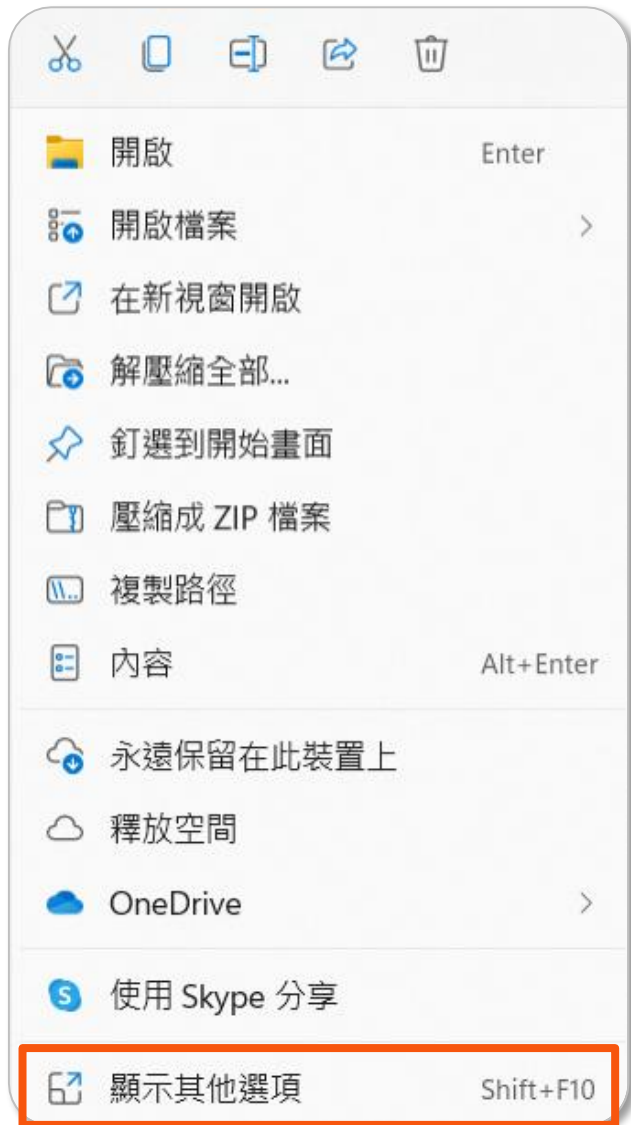 開啟 Enter
開啟檔案
在新視窗開啟
解壓縮全部...
釘選到開始畫面
壓縮成 ZIP 檔案
複製路徑
內容 Alt+Enter
永遠保留在此裝置上
釋放空間
OneDrive
使用 Skype 分享
顯示其他選項 Shift+F10